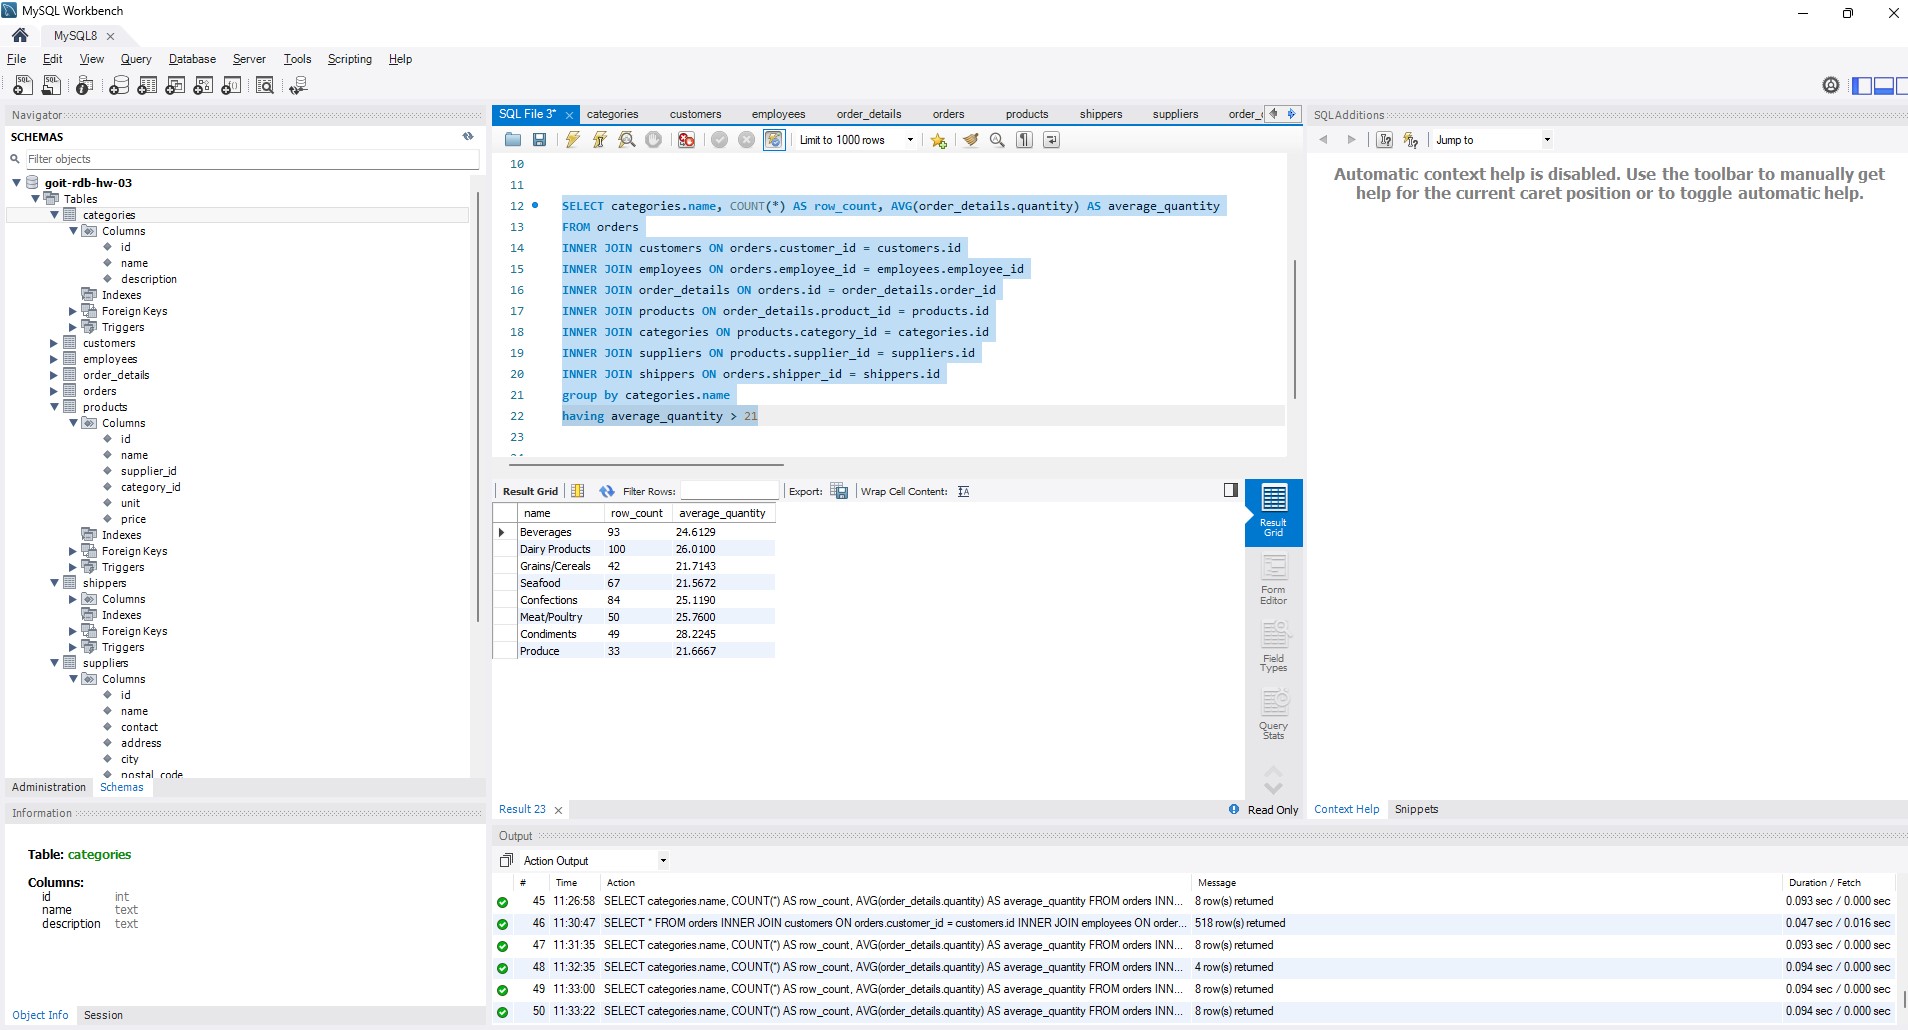 MySQL Workbench
MySQL8
File Edit View Query Database Server Tools Scripting Help
Navigator
SCHEMAS
Filter objects
goit-rdb-hw-03
Tables
categories
Columns
id
name
description
Indexes
Foreign Keys
Triggers
customers
employees
order_details
orders
products
Columns
id
name
supplier_id
category_id
unit
price
Indexes
Foreign Keys
Triggers
shippers
Columns
Indexes
Foreign Keys
Triggers
suppliers
Columns
id
name
contact
address
city
postal_code
Administration Schemas
Information
Table: categories
Columns:
id int
name text
description text
Object Info Session
SQL File 3* categories customers employees order_details orders products shippers suppliers order_
Limit to 1000 rows
10
11
12 SELECT categories.name, COUNT(*) AS row_count, AVG(order_details.quantity) AS average_quantity
13 FROM orders
14 INNER JOIN customers ON orders.customer_id = customers.id
15 INNER JOIN employees ON orders.employee_id = employees.employee_id
16 INNER JOIN order_details ON orders.id = order_details.order_id
17 INNER JOIN products ON order_details.product_id = products.id
18 INNER JOIN categories ON products.category_id = categories.id
19 INNER JOIN suppliers ON products.supplier_id = suppliers.id
20 INNER JOIN shippers ON orders.shipper_id = shippers.id
21 group by categories.name
22 having average_quantity > 21
23
Result Grid Filter Rows: Export: Wrap Cell Content:
name row_count average_quantity
Beverages 93 24.6129
Dairy Products 100 26.0100
Grains/Cereals 42 21.7143
Seafood 67 21.5672
Confections 84 25.1190
Meat/Poultry 50 25.7600
Condiments 49 28.2245
Produce 33 21.6667
Result
Grid
Form
Editor
Field
Types
Query
Stats
Result 23 Read Only
SQLAdditions
Jump to
Automatic context help is disabled. Use the toolbar to manually get
help for the current caret position or to toggle automatic help.
Context Help Snippets
Output
Action Output
# Time Action Message Duration / Fetch
45 11:26:58 SELECT categories.name, COUNT(*) AS row_count, AVG(order_details.quantity) AS average_quantity FROM orders INN... 8 row(s) returned 0.093 sec / 0.000 sec
46 11:30:47 SELECT * FROM orders INNER JOIN customers ON orders.customer_id = customers.id INNER JOIN employees ON order... 518 row(s) returned 0.047 sec / 0.016 sec
47 11:31:35 SELECT categories.name, COUNT(*) AS row_count, AVG(order_details.quantity) AS average_quantity FROM orders INN... 8 row(s) returned 0.093 sec / 0.000 sec
48 11:32:35 SELECT categories.name, COUNT(*) AS row_count, AVG(order_details.quantity) AS average_quantity FROM orders INN... 4 row(s) returned 0.094 sec / 0.000 sec
49 11:33:00 SELECT categories.name, COUNT(*) AS row_count, AVG(order_details.quantity) AS average_quantity FROM orders INN... 8 row(s) returned 0.094 sec / 0.000 sec
50 11:33:22 SELECT categories.name, COUNT(*) AS row_count, AVG(order_details.quantity) AS average_quantity FROM orders INN... 8 row(s) returned 0.094 sec / 0.000 sec